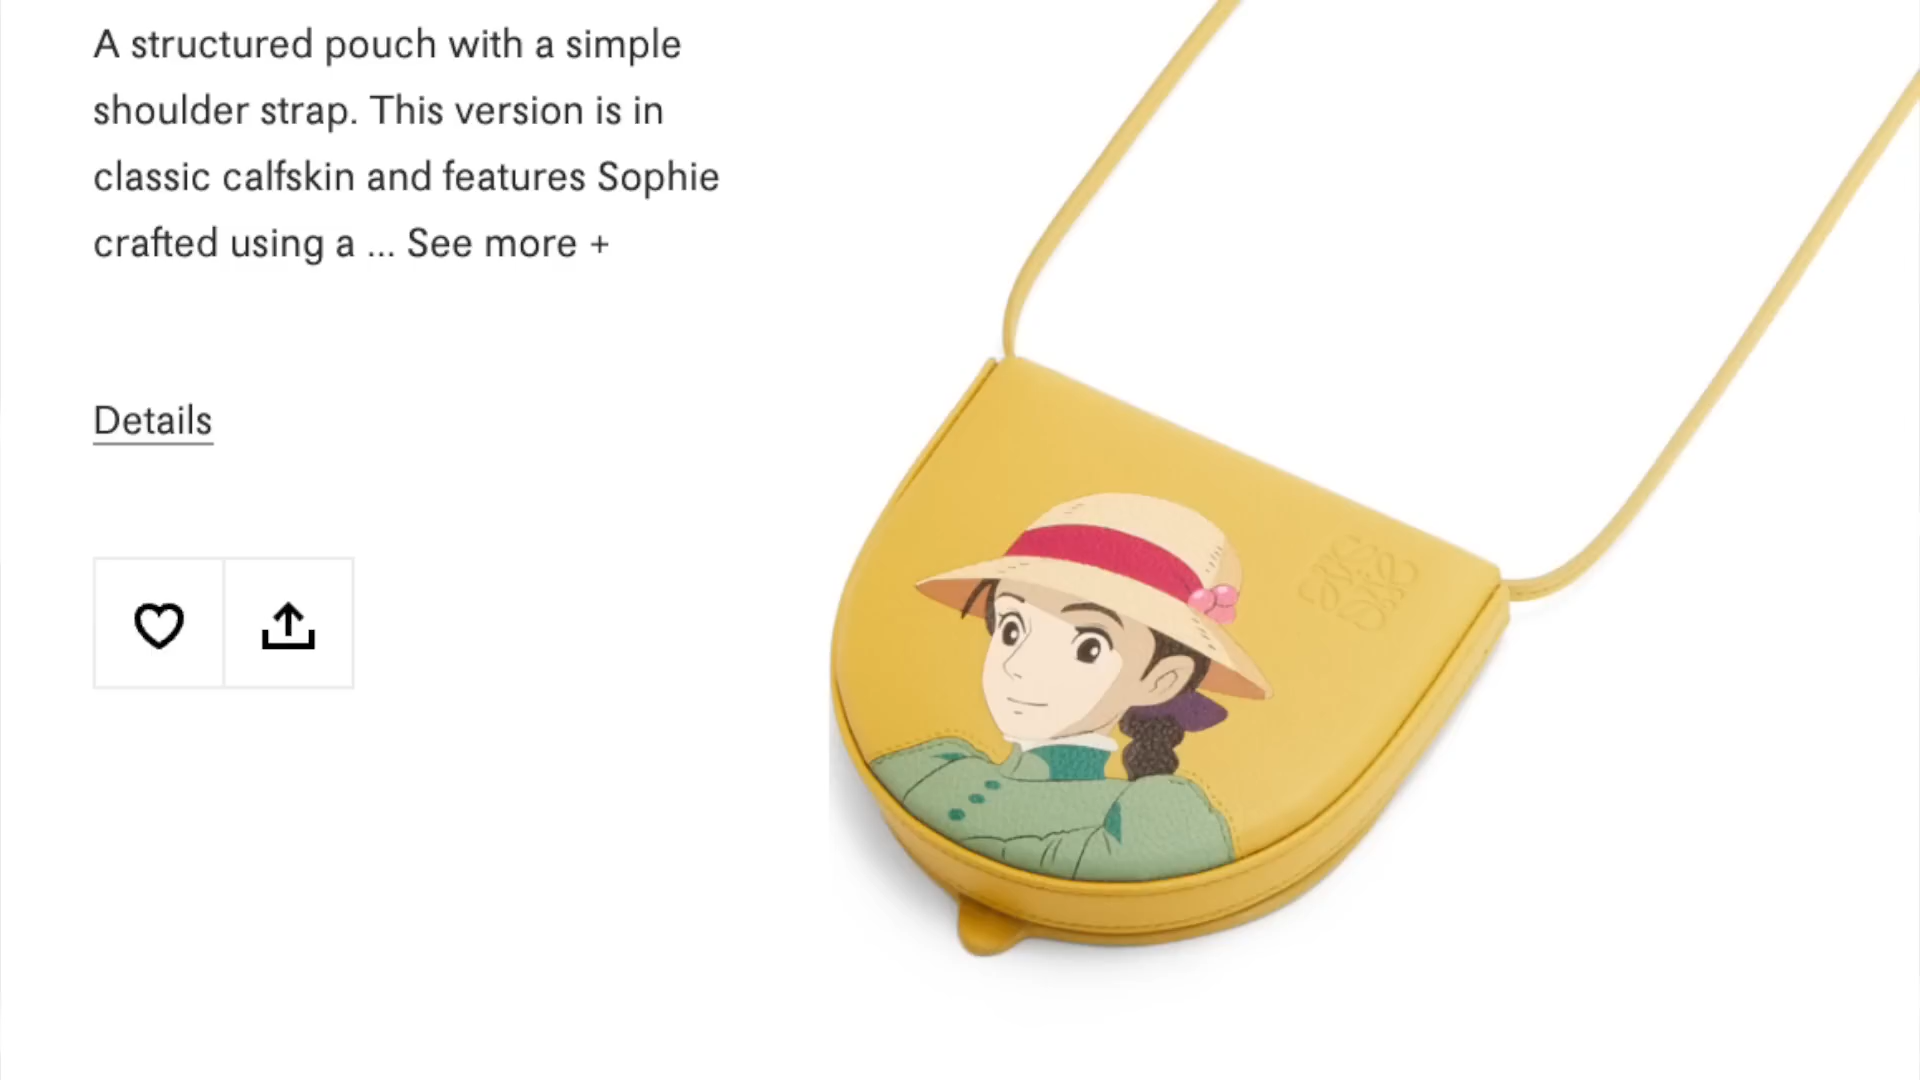 A structured pouch with a simple
shoulder strap. This version is in
classic calfskin and features Sophie
crafted using a ... See more +
Details